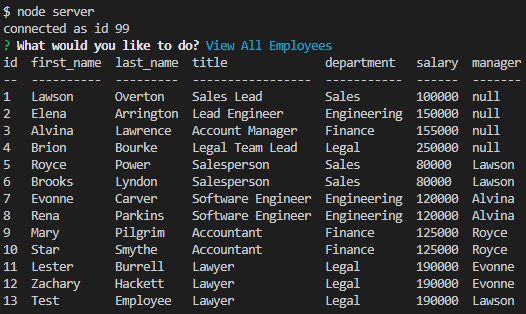 $ node server
connected as id 99
? What would you like to do? View All Employees
id  first_name  last_name  title              department   salary  manager
--  ----------  ---------  -----------------  -----------  ------  -------
1   Lawson      Overton    Sales Lead         Sales        100000  null
2   Elena       Arrington  Lead Engineer      Engineering  150000  null
3   Alvina      Lawrence   Account Manager    Finance      155000  null
4   Brion       Bourke     Legal Team Lead    Legal        250000  null
5   Royce       Power      Salesperson        Sales        80000   Lawson
6   Brooks      Lyndon     Salesperson        Sales        80000   Lawson
7   Evonne      Carver     Software Engineer  Engineering  120000  Alvina
8   Rena        Parkins    Software Engineer  Engineering  120000  Alvina
9   Mary        Pilgrim    Accountant         Finance      125000  Royce
10  Star        Smythe     Accountant         Finance      125000  Royce
11  Lester      Burrell    Lawyer             Legal        190000  Evonne
12  Zachary     Hackett    Lawyer             Legal        190000  Evonne
13  Test        Employee   Lawyer             Legal        190000  Lawson